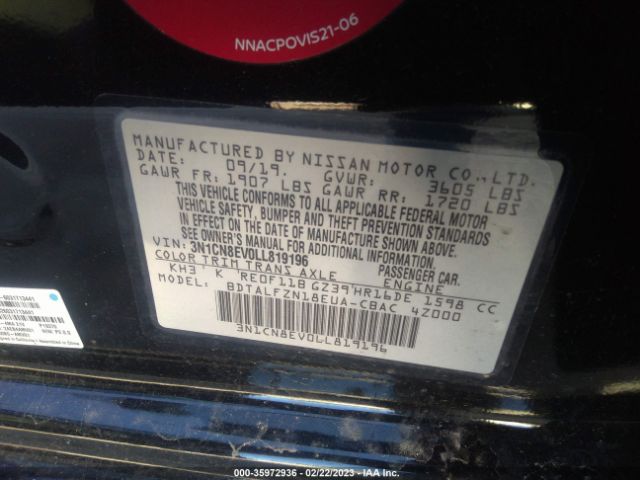 NNACPOVIS21-06
MANUFACTURED BY NISSAN MOTOR CO., LTD.
DATE: 09/19. GVWR: 3605 LBS
GAWR FR: 1907 LBS GAWR RR: 1720 LBS
THIS VEHICLE CONFORMS TO ALL APPLICABLE FEDERAL MOTOR
VEHICLE SAFETY, BUMPER AND THEFT PREVENTION STANDARDS
IN EFFECT ON THE DATE OF MANUFACTURE SHOWN ABOVE.
SEE OWNER'S MANUAL FOR ADDITIONAL INFORMATION.
VIN: 3N1CN8EV0LL819196 PASSENGER CAR.
COLOR TRIM TRANS AXLE ENGINE
KH3 K RE0F11B GZ39 HR16DE 1598 CC
MODEL: BDTALFZN18EUA-CBAC 4Z000
3N1CN8EV0LL819196
000-35972936 - 02/22/2023 - IAA Inc.